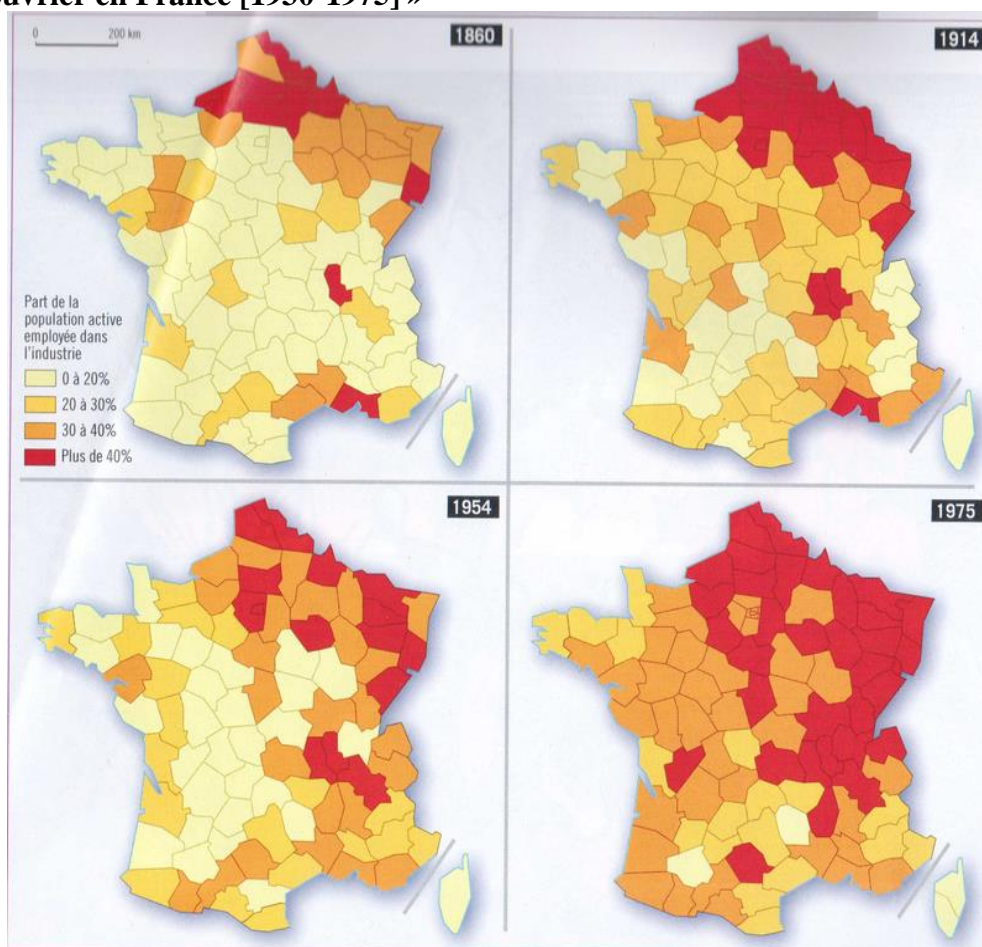 ouvrier en France [1930-1975] »
0 200 km
1860
1914
Part de la
population active
employée dans
l'industrie
0 à 20%
20 à 30%
30 à 40%
Plus de 40%
1954
1975